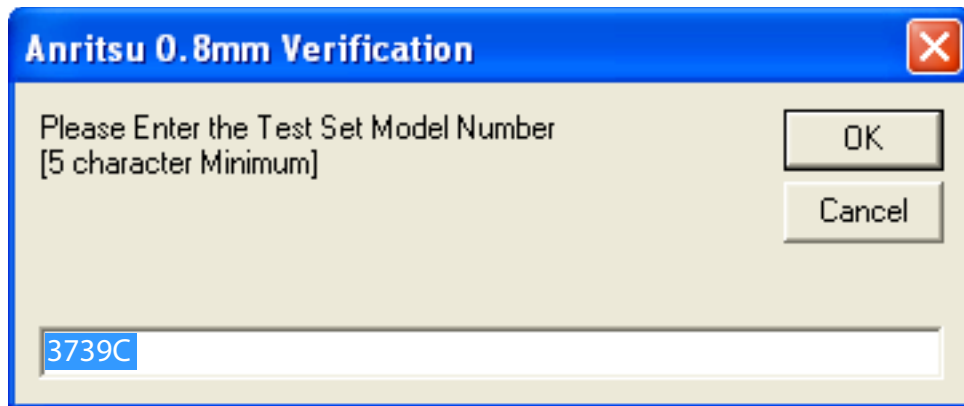 Anritsu 0.8mm Verification
Please Enter the Test Set Model Number
[5 character Minimum]
OK
Cancel
3739C